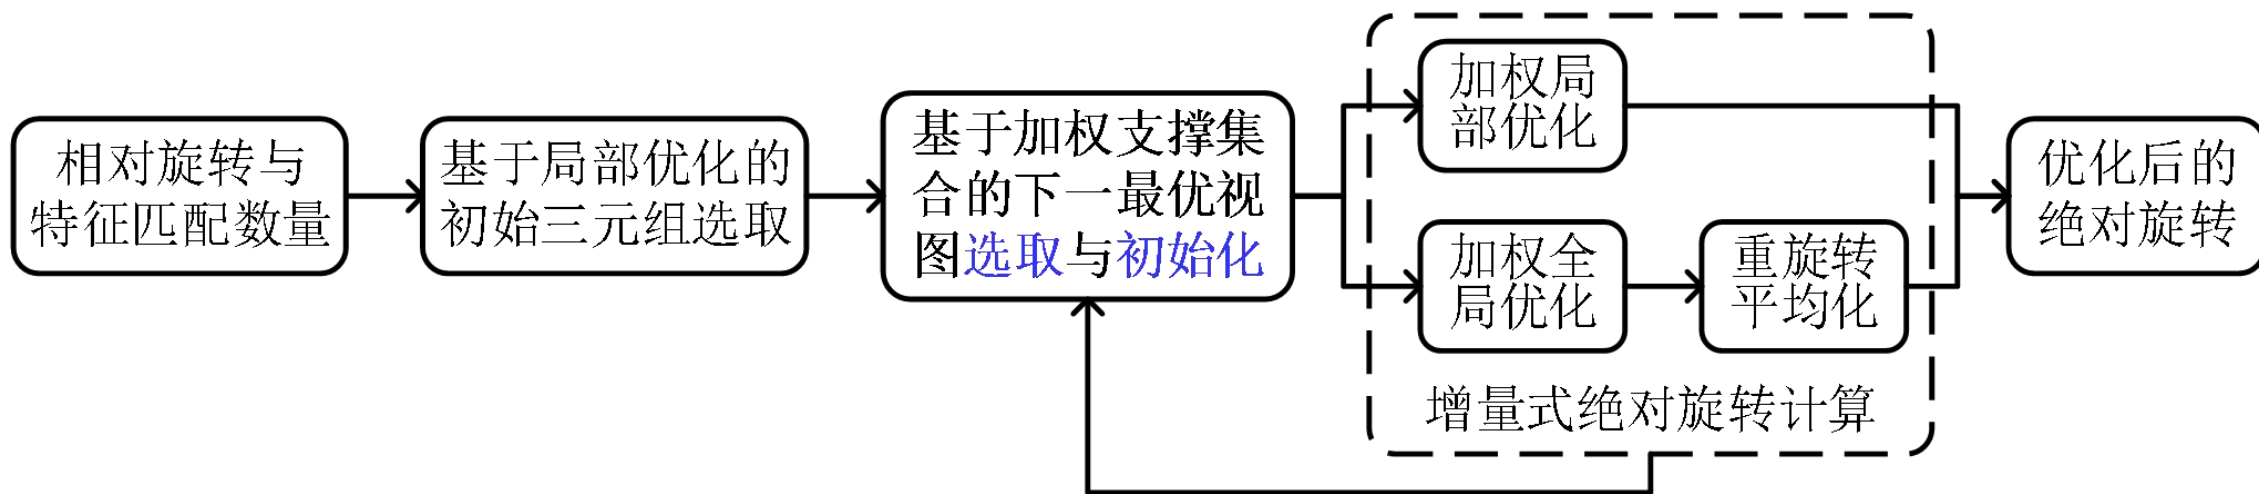 相对旋转与
特征匹配数量
基于局部优化的
初始三元组选取
基于加权支撑集
合的下一最优视
图选取与初始化
加权局
部优化
加权全
局优化
重旋转
平均化
增量式绝对旋转计算
优化后的
绝对旋转